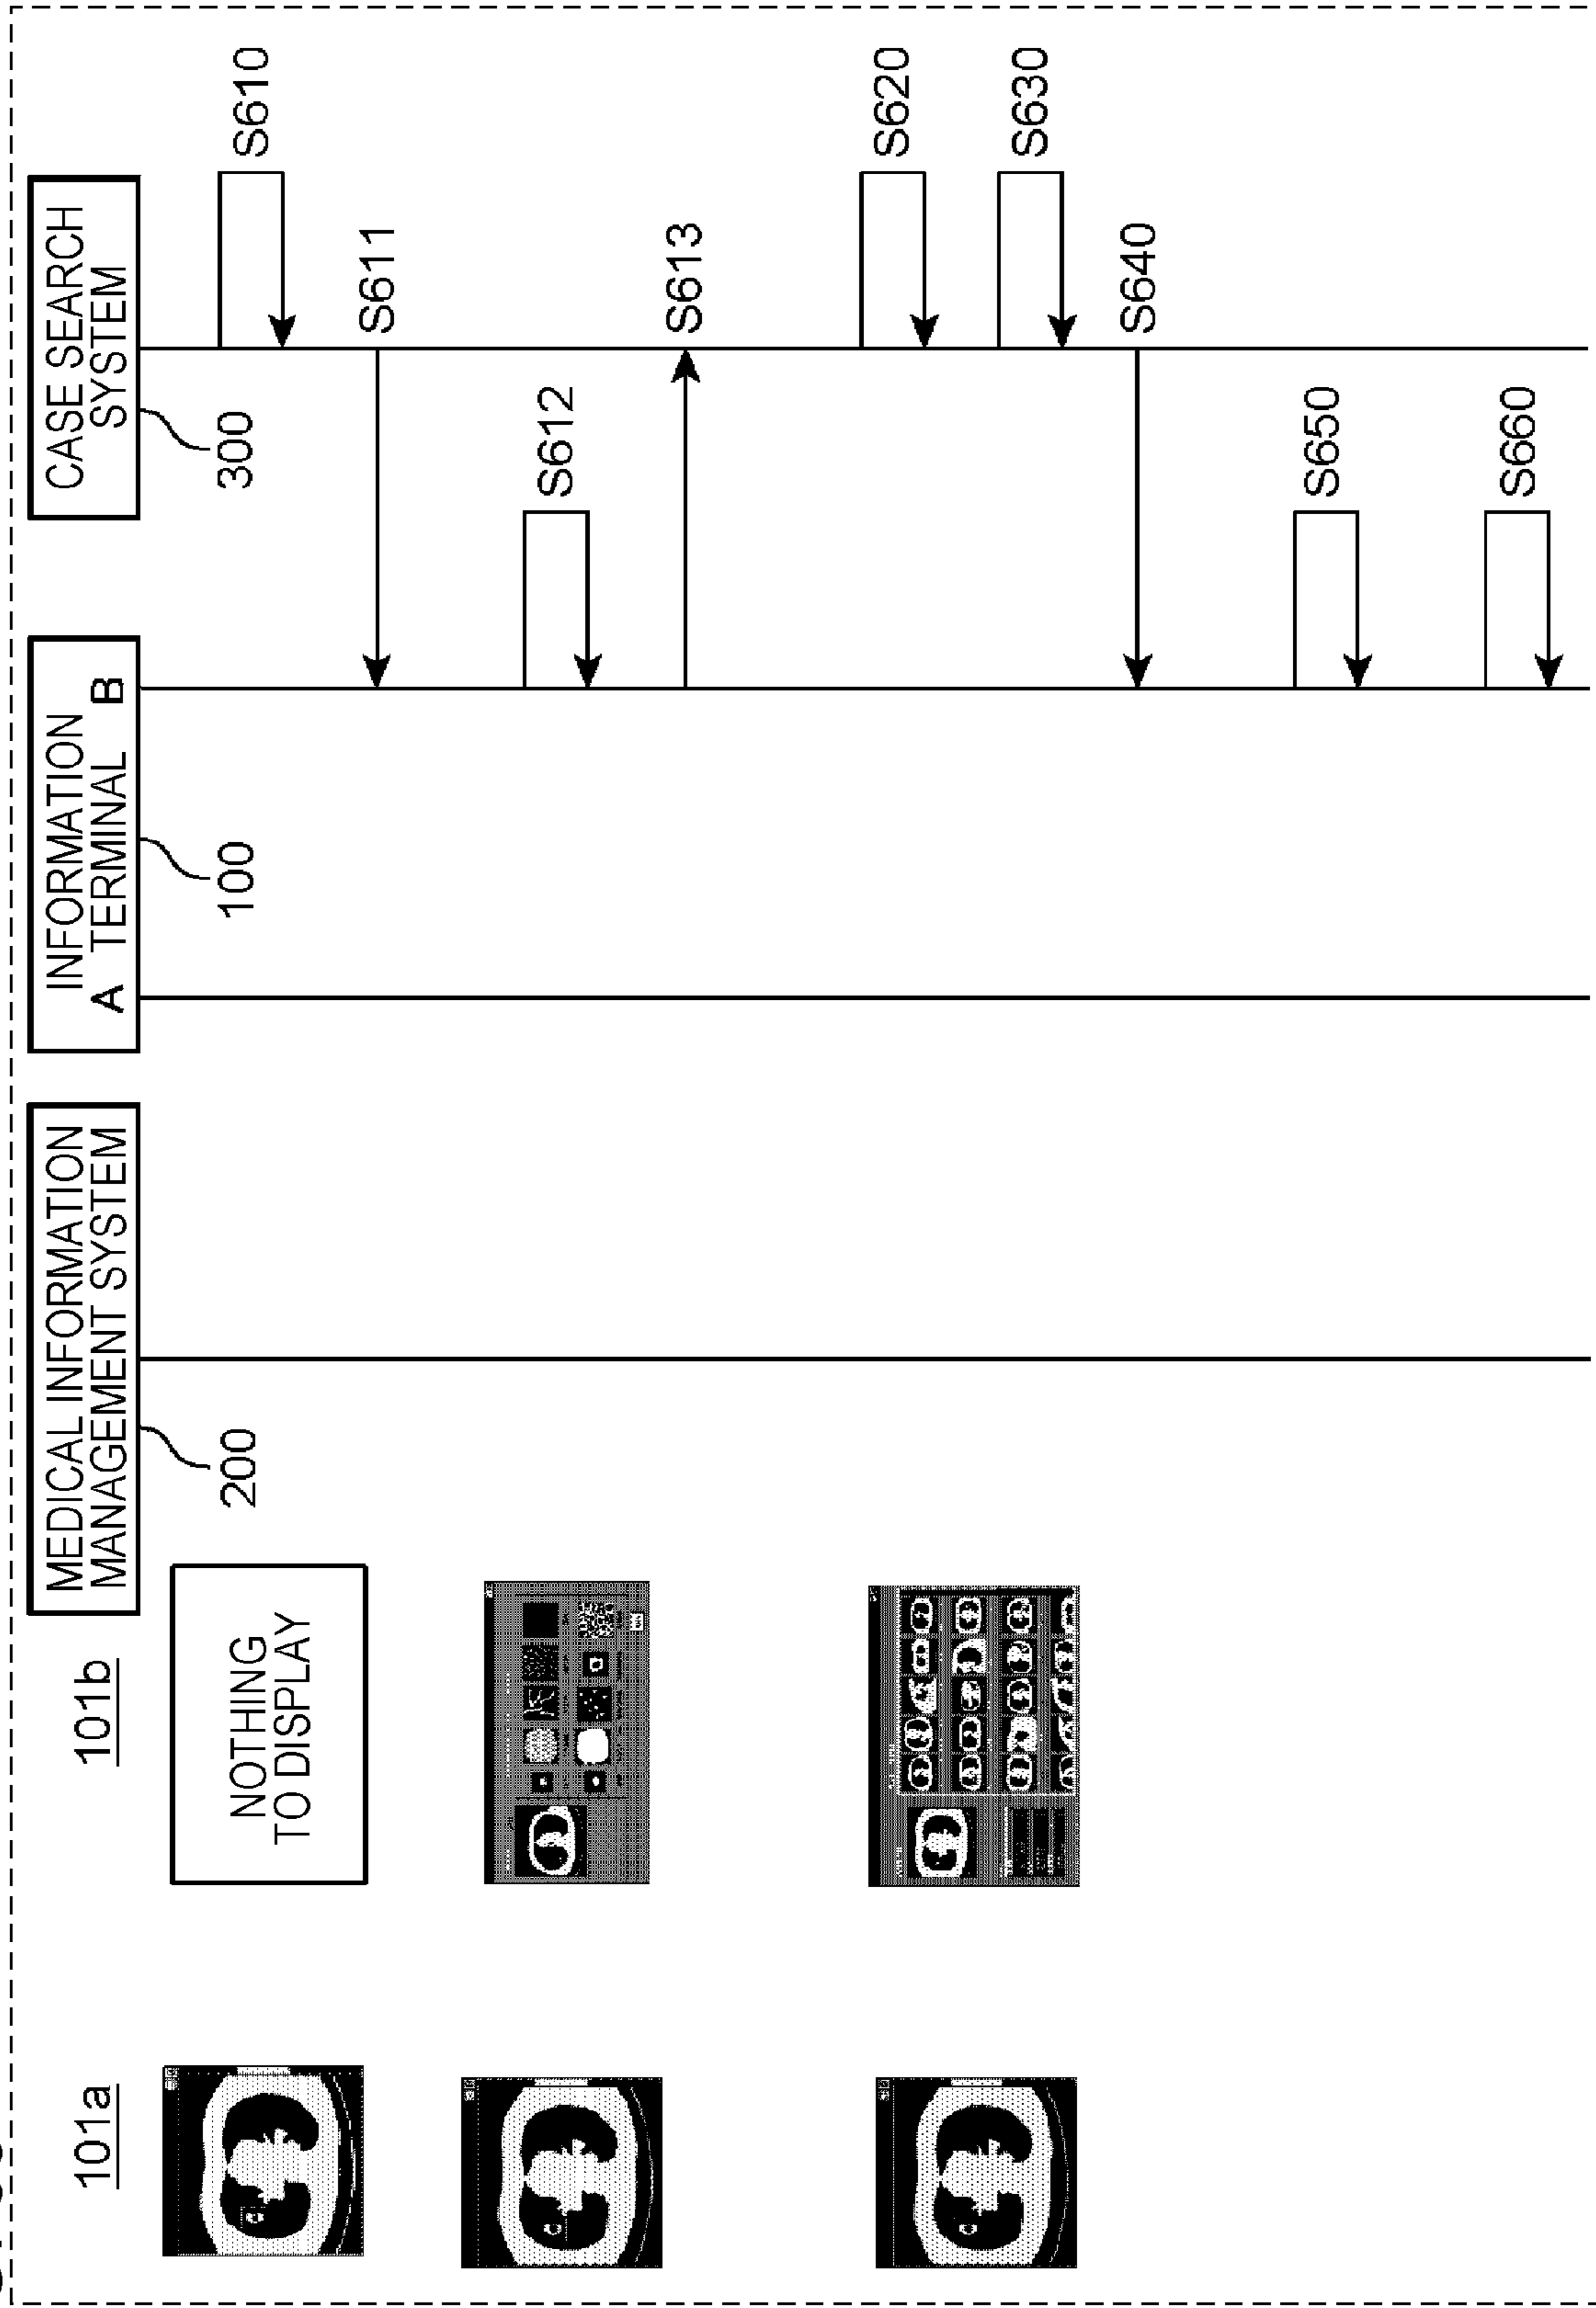 101a
101b
NOTHING
TO DISPLAY
MEDICAL INFORMATION
MANAGEMENT SYSTEM
200
INFORMATION
A TERMINAL B
100
CASE SEARCH
SYSTEM
300
S610
S611
S612
S613
S620
S630
S640
S650
S660